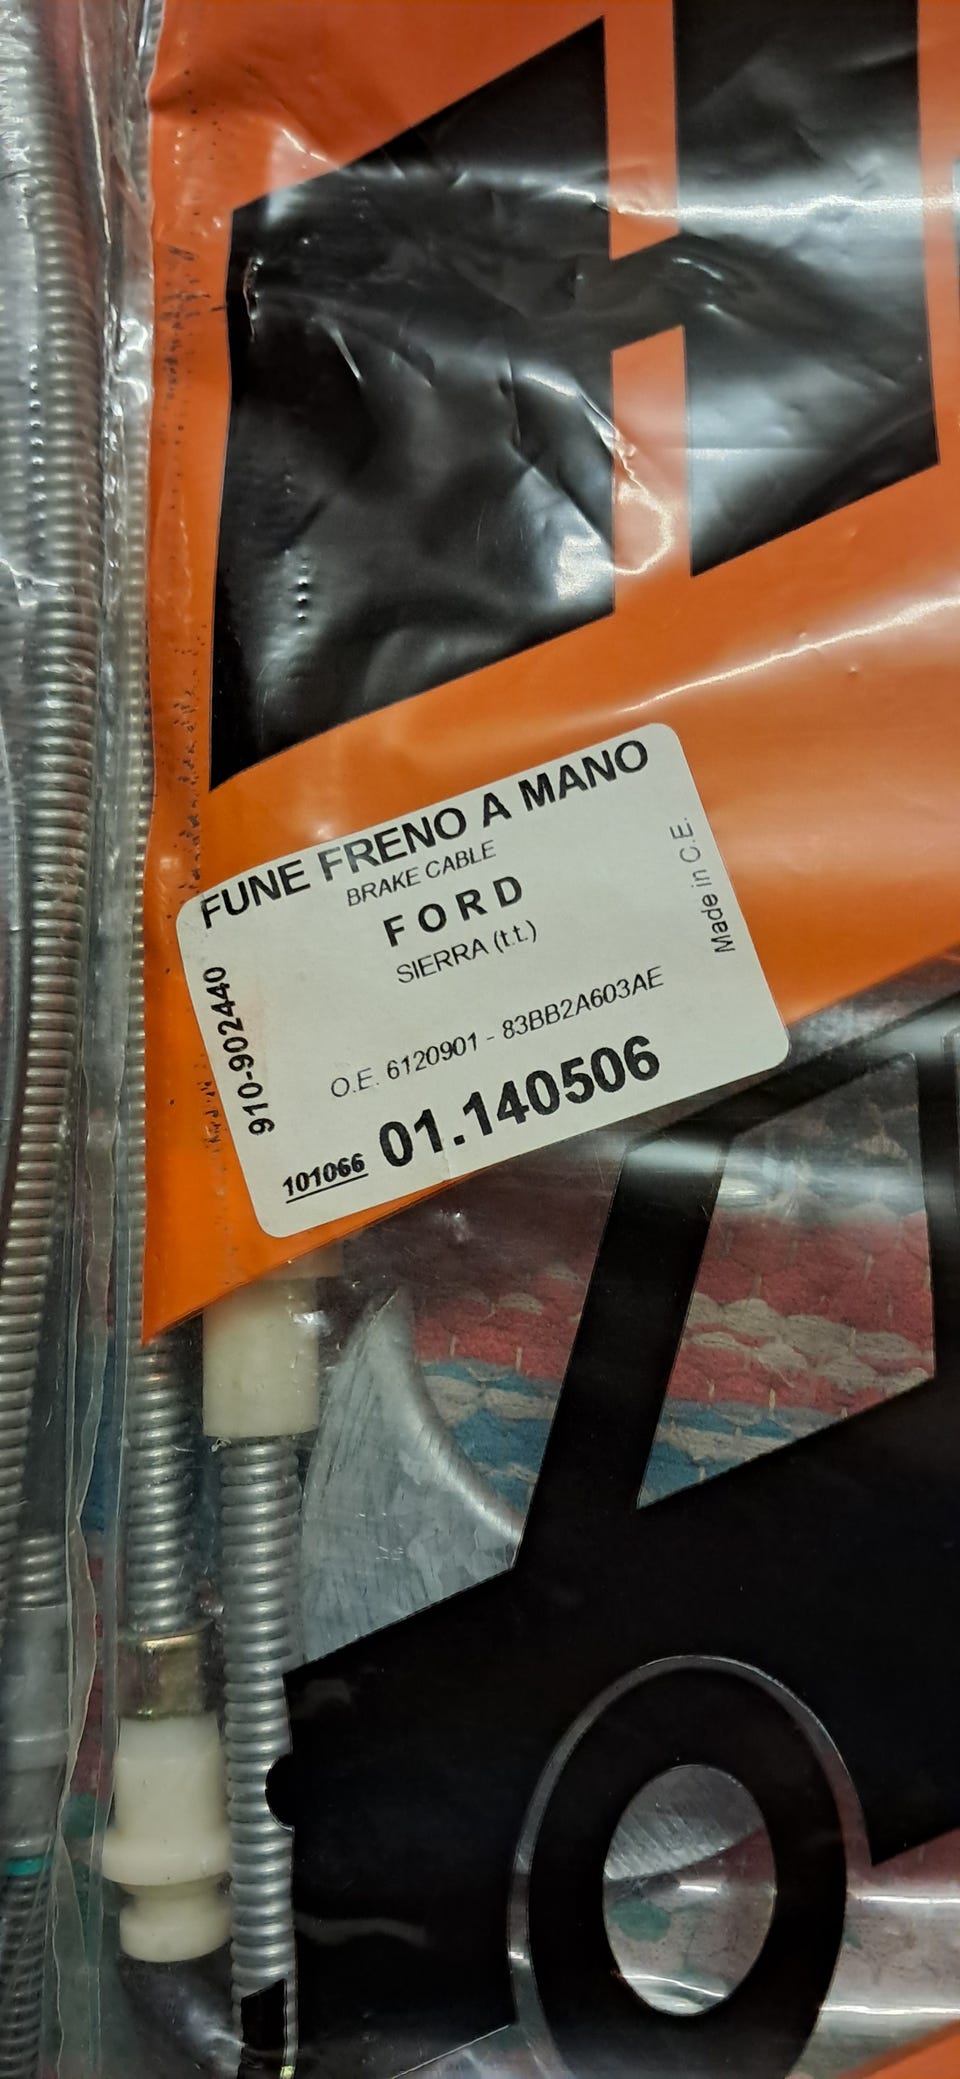 FUNE FRENO A MANO
BRAKE CABLE
FORD
SIERRA (t.t.)
Made in C.E.
910-902440
O.E. 6120901 - 83BB2A603AE
101066 01.140506